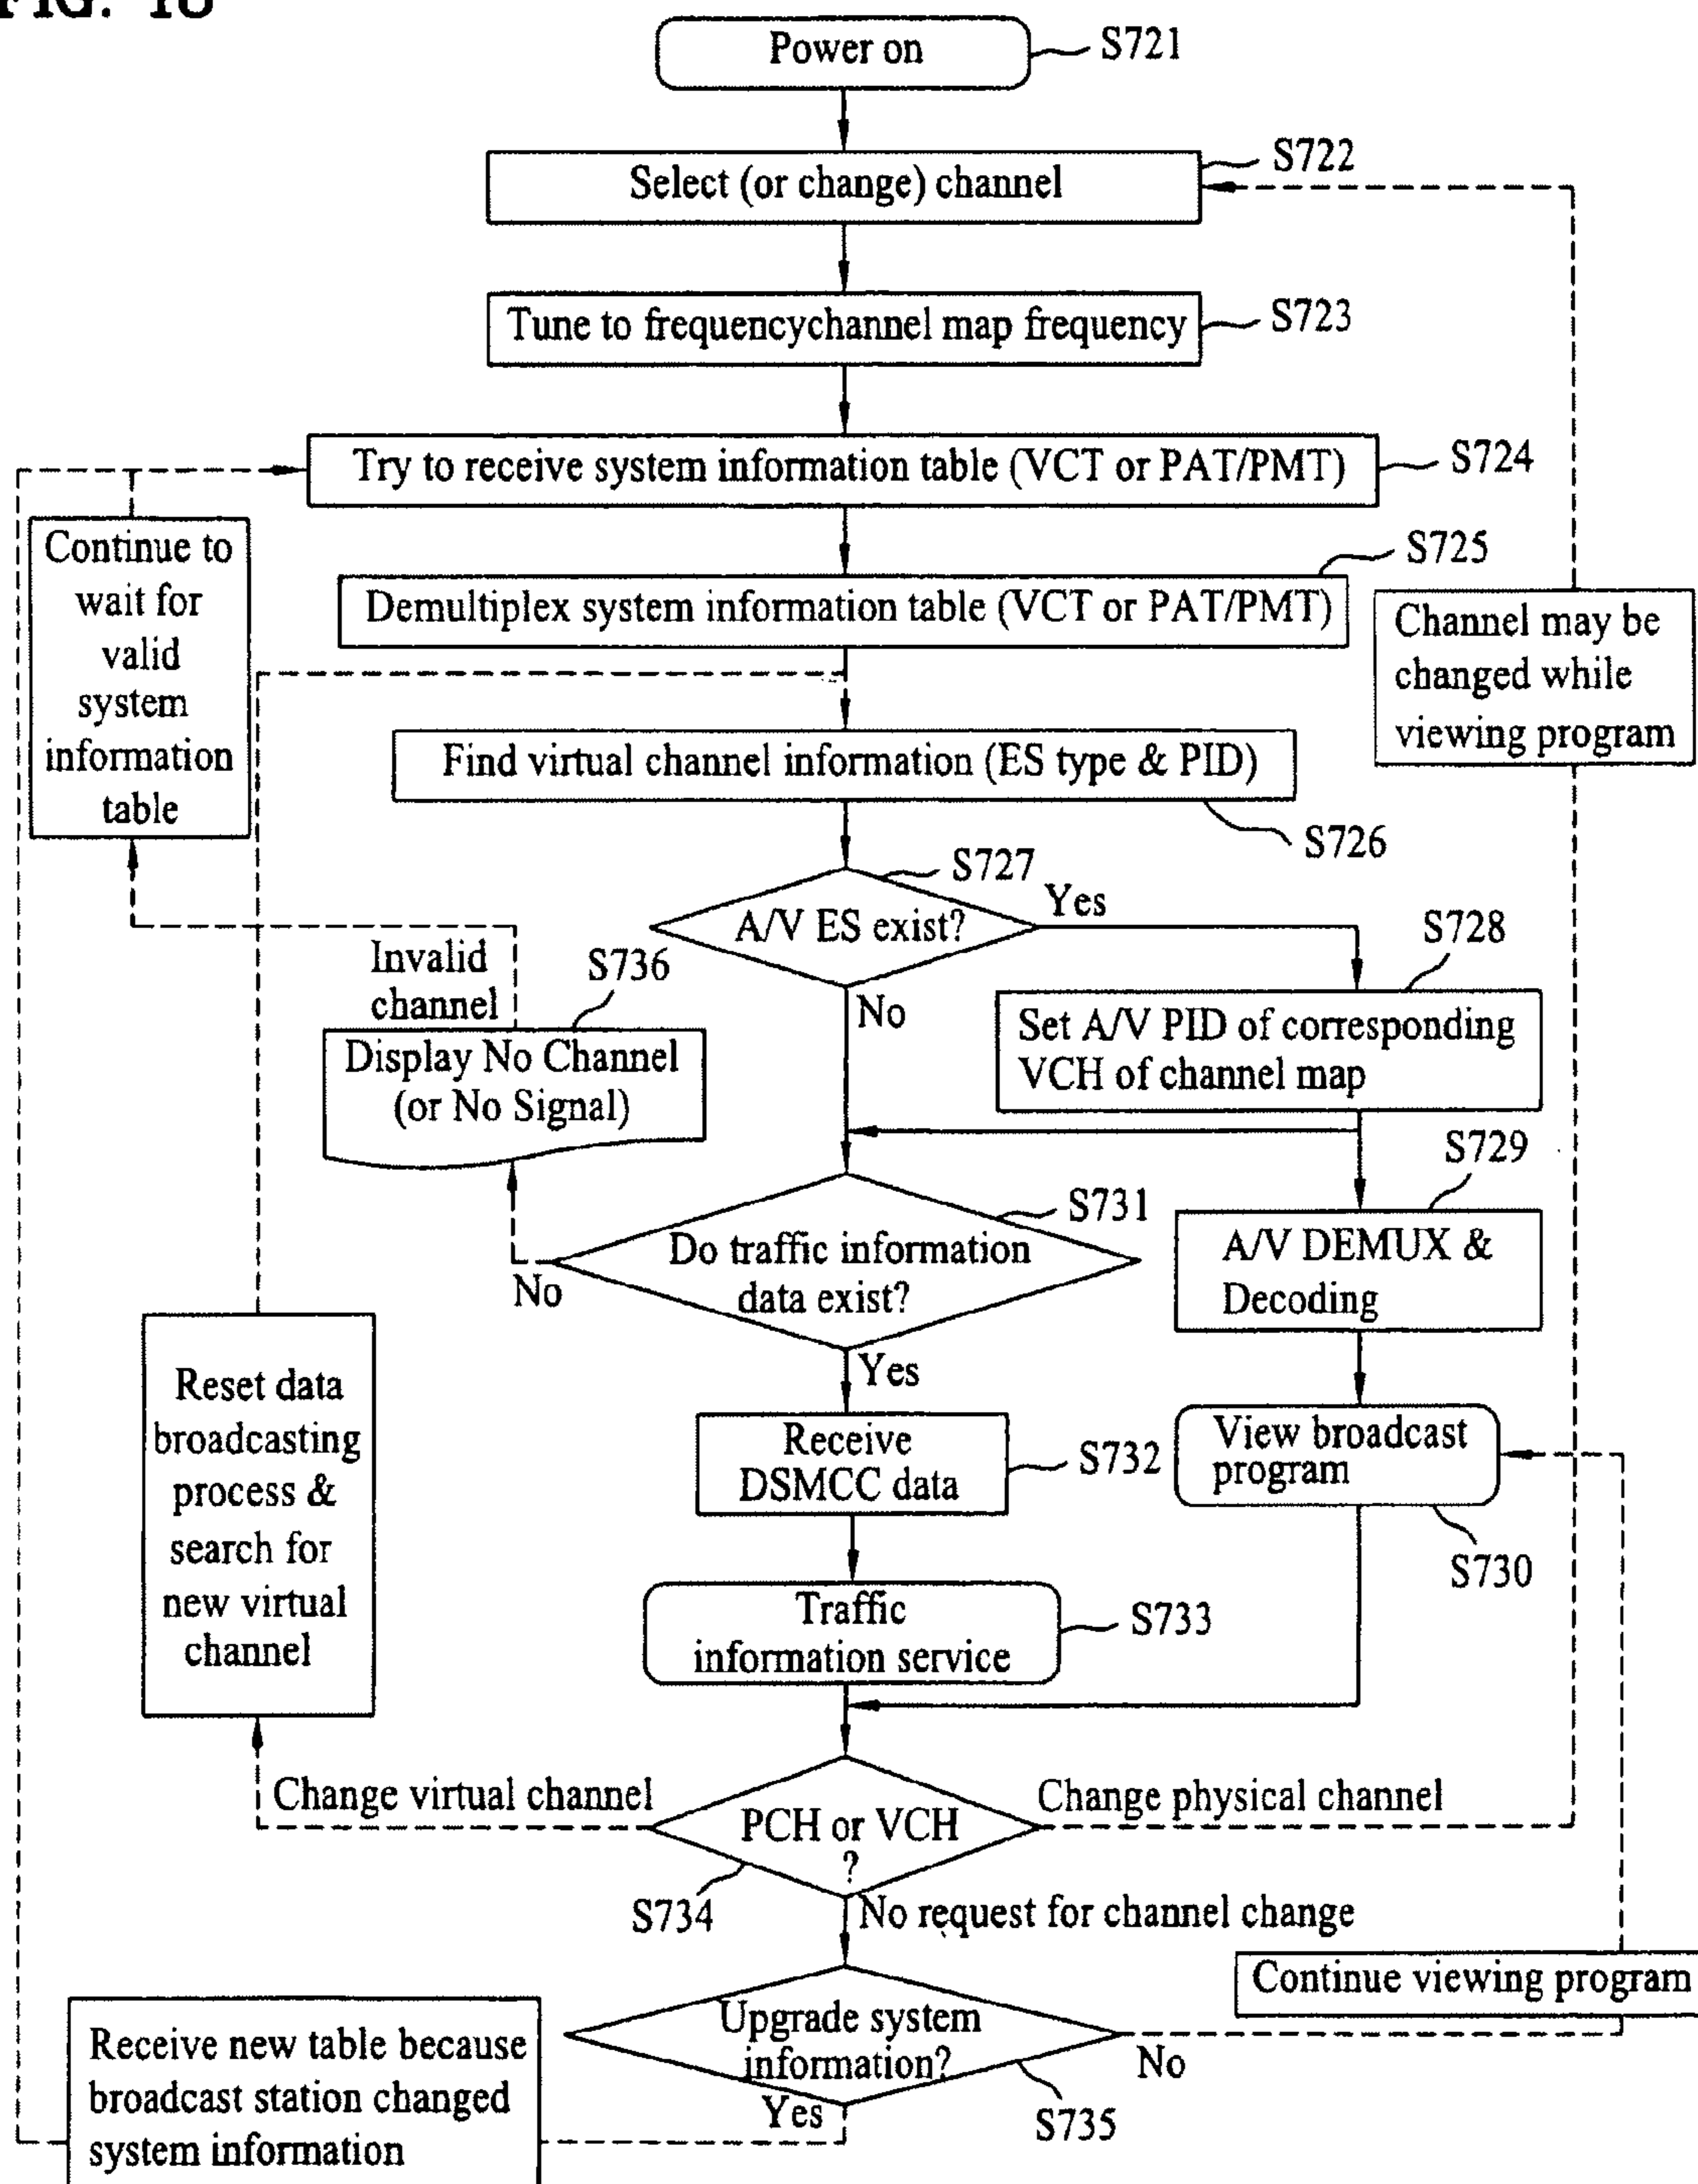 Power on
S721
S722
Select (or change) channel
Tune to frequencychannel map frequency
S723
Try to receive system information table (VCT or PAT/PMT)
S724
Continue to
wait for
valid
system
information
table
S725
Demultiplex system information table (VCT or PAT/PMT)
Channel may be
changed while
viewing program
Find virtual channel information (ES type & PID)
S726
S727
A/V ES exist?
Yes
No
S728
Set A/V PID of corresponding
VCH of channel map
Invalid
channel
S736
Display No Channel
(or No Signal)
S729
A/V DEMUX &
Decoding
S731
Do traffic information
data exist?
No
Yes
Receive
DSMCC data
S732
View broadcast
program
S730
Reset data
broadcasting
process &
search for
new virtual
channel
Traffic
information service
S733
Change virtual channel
PCH or VCH
?
Change physical channel
S734
No request for channel change
Continue viewing program
Upgrade system
information?
No
Yes
S735
Receive new table because
broadcast station changed
system information